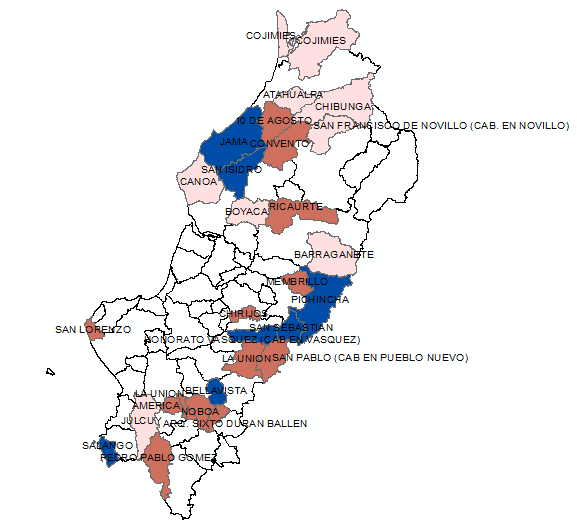 COJIMIES
COJIMIES
ATAHUALPA
CHIBUNGA
10 DE AGOSTO
SAN FRANCISCO DE NOVILLO (CAB. EN NOVILLO)
JAMA
CONVENTO
SAN ISIDRO
CANOA
RICAURTE
BOYACA
BARRAGANETE
MEMBRILLO
PICHINCHA
CHIRIJOS
SAN LORENZO
SAN SEBASTIAN
HONORATO VASQUEZ (CAB EN VASQUEZ)
LA UNION
SAN PABLO (CAB EN PUEBLO NUEVO)
LA UNION
BELLAVISTA
AMERICA
NOBOA
JULCUY
ARQ. SIXTO DURAN BALLEN
SALANGO
PEDRO PABLO GOMEZ